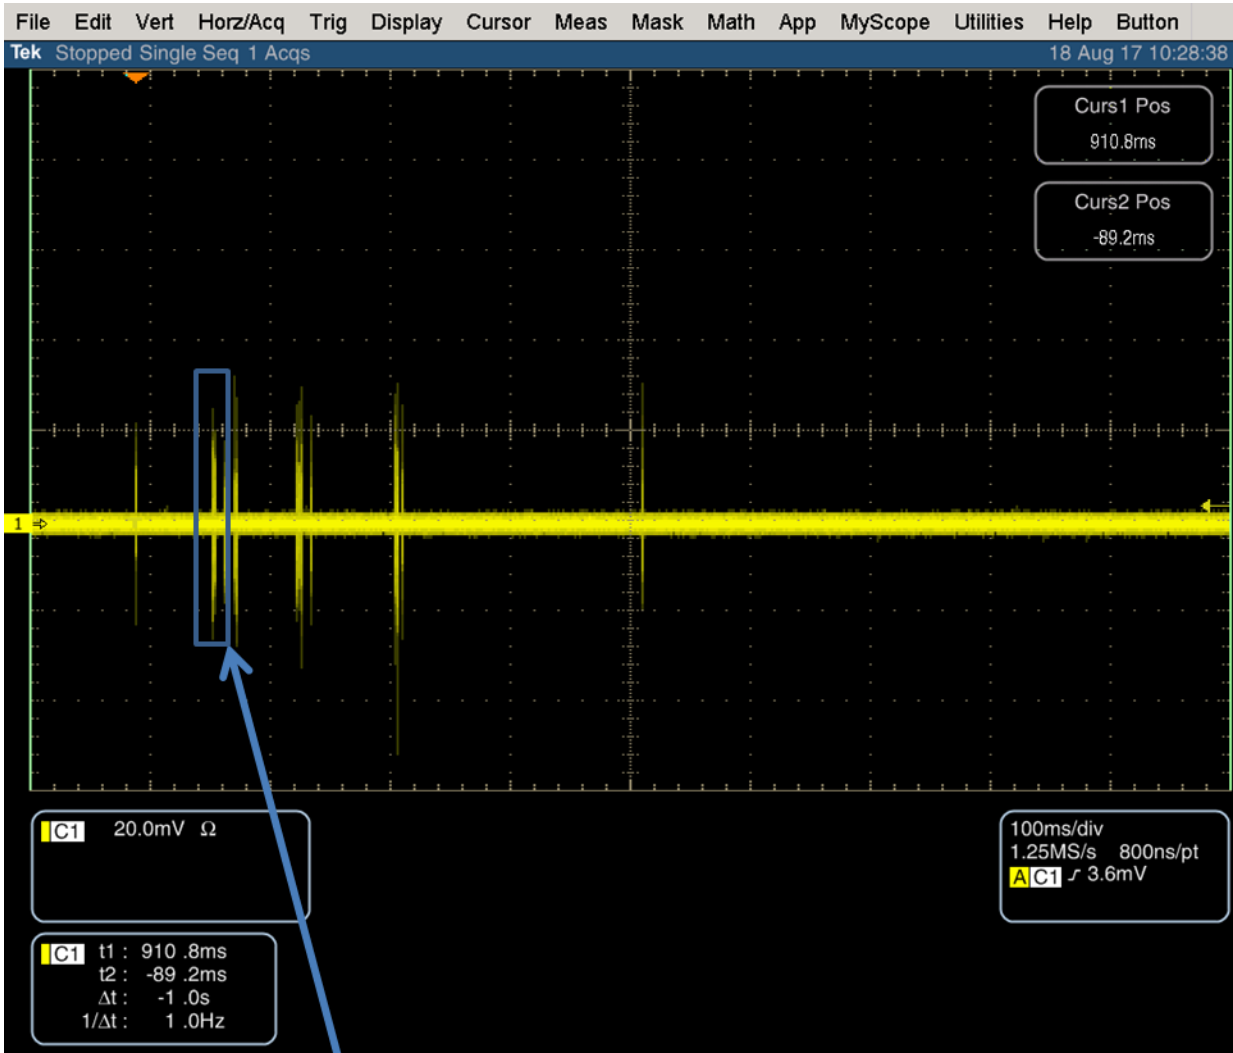 File Edit Vert Horz/Acq Trig Display Cursor Meas Mask Math App MyScope Utilities Help Button
Tek Stopped Single Seq 1 Acqs 18 Aug 17 10:28:38
Curs1 Pos
910.8ms
Curs2 Pos
-89.2ms
1
C1 20.0mV Ω
100ms/div
1.25MS/s 800ns/pt
A C1 3.6mV
C1 t1 : 910 .8ms
t2 : -89 .2ms
Δt : -1 .0s
1/Δt : 1 .0Hz